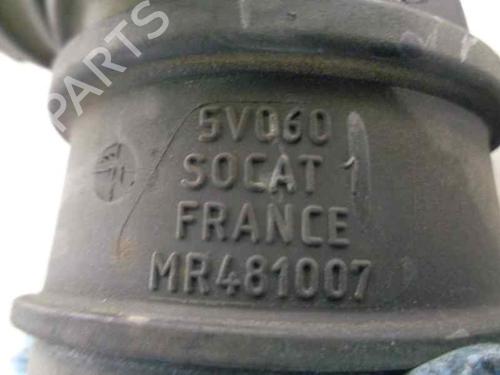 PARTS
5V060
SOCAT 1
FRANCE
MR481007